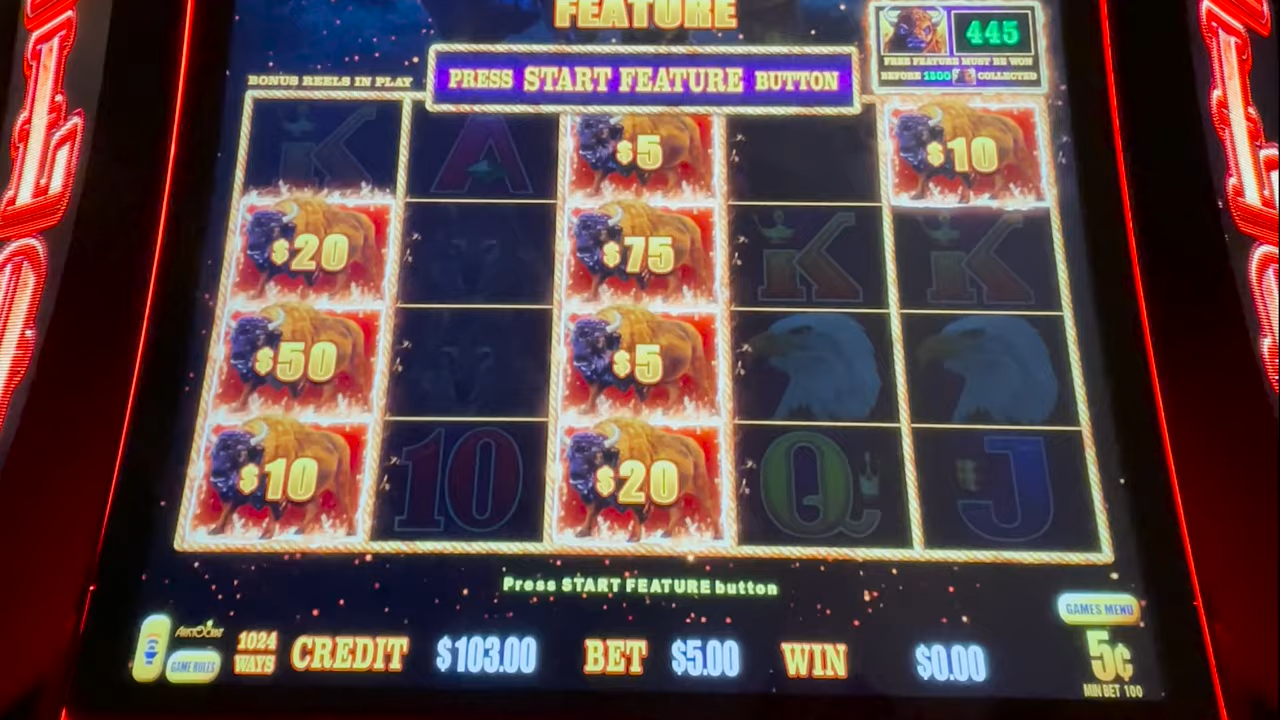 FEATURE
445
FREE FEATURE MUST BE WON
BEFORE 1800 COLLECTED
BONUS REELS IN PLAY
PRESS START FEATURE BUTTON
K
A
$5
$10
$20
$75
K
K
$50
$5
$10
10
$20
Q
J
Press START FEATURE button
GAMES MENU
ARISTOCRAT
GAME RULES
1024
WAYS
CREDIT
$103.00
BET
$5.00
WIN
$0.00
5¢
MIN BET 100